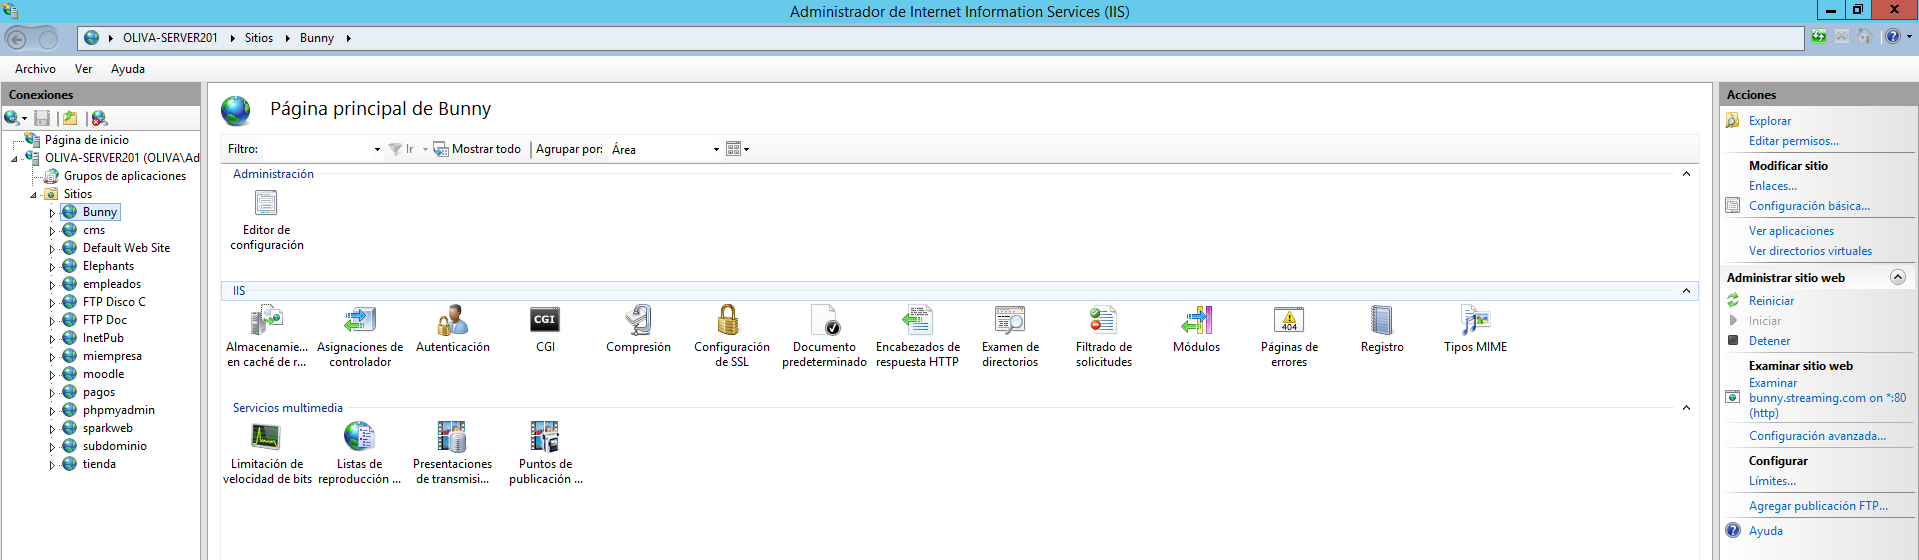 Administrador de Internet Information Services (IIS)
OLIVA-SERVER201 Sitios Bunny
Archivo Ver Ayuda
Conexiones
Página de inicio
OLIVA-SERVER201 (OLIVA\Ad
Grupos de aplicaciones
Sitios
Bunny
cms
Default Web Site
Elephants
empleados
FTP Disco C
FTP Doc
InetPub
miempresa
moodle
pagos
phpmyadmin
sparkweb
subdominio
tienda
Página principal de Bunny
Filtro: Ir Mostrar todo Agrupar por: Área
Administración
Editor de
configuración
IIS
Almacenamie...
en caché de r...
Asignaciones de
controlador
Autenticación
CGI
CGI
Compresión
Configuración
de SSL
Documento
predeterminado
Encabezados de
respuesta HTTP
Examen de
directorios
Filtrado de
solicitudes
Módulos
404
Páginas de
errores
Registro
Tipos MIME
Servicios multimedia
Limitación de
velocidad de bits
Listas de
reproducción ...
Presentaciones
de transmisi...
Puntos de
publicación ...
Acciones
Explorar
Editar permisos...
Modificar sitio
Enlaces...
Configuración básica...
Ver aplicaciones
Ver directorios virtuales
Administrar sitio web
Reiniciar
Iniciar
Detener
Examinar sitio web
Examinar
bunny.streaming.com on *:80
(http)
Configuración avanzada...
Configurar
Límites...
Agregar publicación FTP...
Ayuda